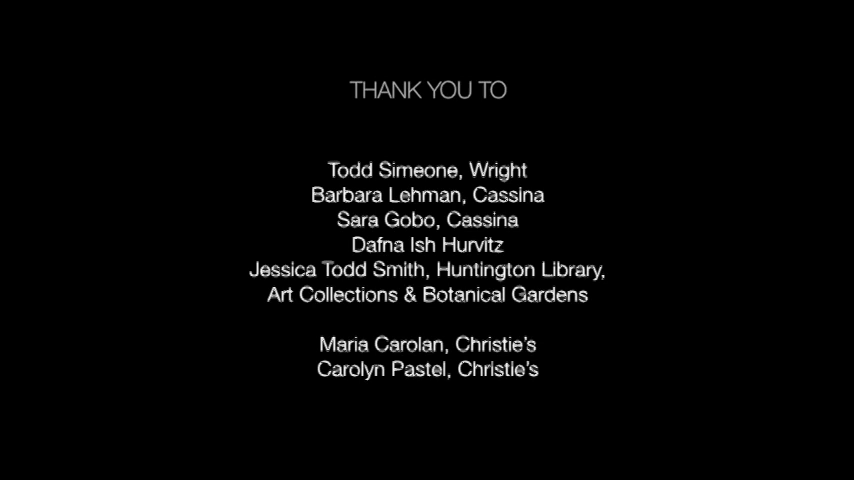 THANK YOU TO
Todd Simeone, Wright
Barbara Lehman, Cassina
Sara Gobo, Cassina
Dafna Ish Hurvitz
Jessica Todd Smith, Huntington Library,
Art Collections & Botanical Gardens
Maria Carolan, Christie's
Carolyn Pastel, Christie's